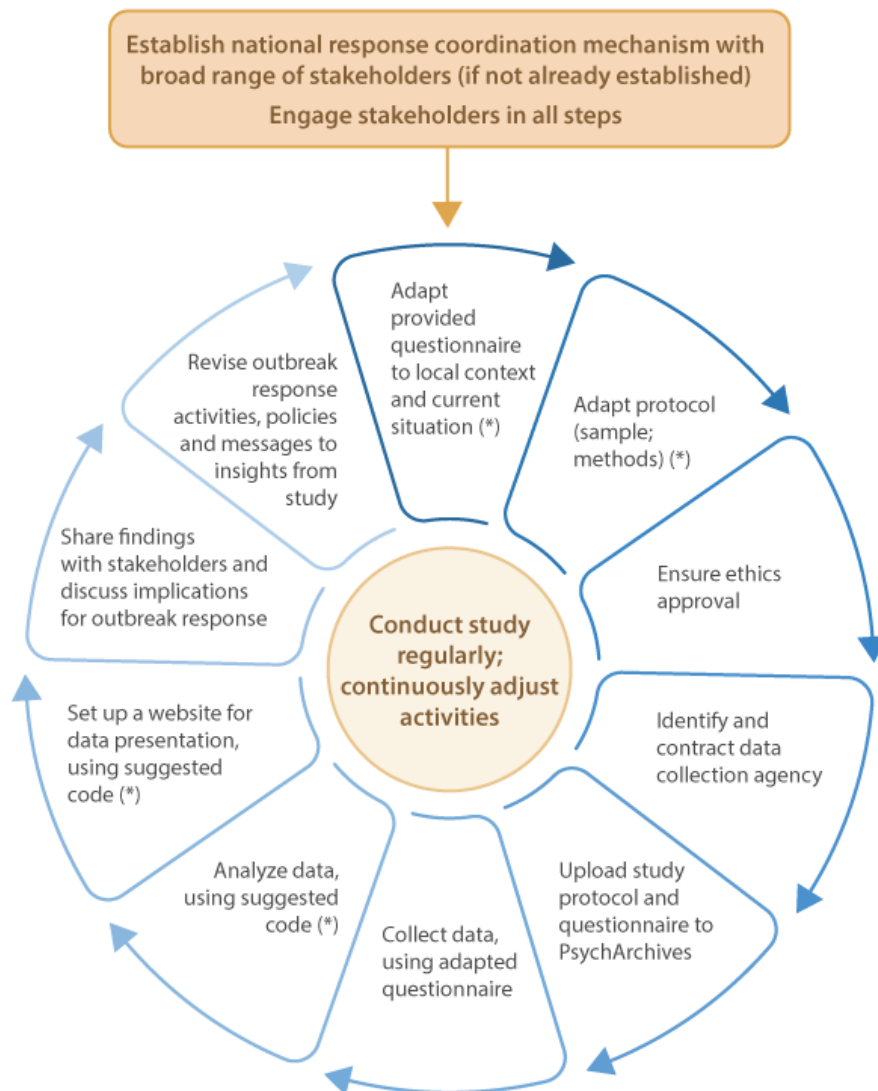 Establish national response coordination mechanism with
broad range of stakeholders (if not already established)
Engage stakeholders in all steps
Adapt
provided
questionnaire
to local context
and current
situation (*)
Adapt protocol
(sample;
methods) (*)
Ensure ethics
approval
Identify and
contract data
collection agency
Upload study
protocol and
questionnaire to
PsychArchives
Collect data,
using adapted
questionnaire
Analyze data,
using suggested
code (*)
Set up a website for
data presentation,
using suggested
code (*)
Share findings
with stakeholders and
discuss implications
for outbreak response
Revise outbreak
response
activities, policies
and messages to
insights from
study
Conduct study
regularly;
continuously adjust
activities